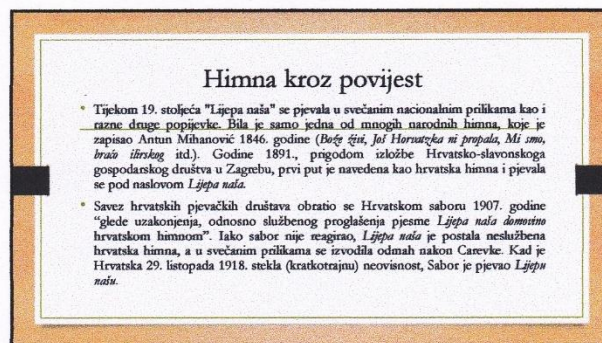 Himna kroz povijest
• Tijekom 19. stoljeća "Lijepa naša" se pjevala u svečanim nacionalnim prilikama kao i
razne druge popijevke. Bila je samo jedna od mnogih narodnih himna, koje je
zapisao Antun Mihanović 1846. godine (Bože živi, Još Horvatzka ni propala, Mi smo,
braćo ilirskog itd.). Godine 1891., prigodom izložbe Hrvatsko-slavonskoga
gospodarskog društva u Zagrebu, prvi put je navedena kao hrvatska himna i pjevala
se pod naslovom Lijepa naša.
• Savez hrvatskih pjevačkih društava obratio se Hrvatskom saboru 1907. godine
“glede uzakonjenja, odnosno službenog proglašenja pjesme Lijepa naša domovino
hrvatskom himnom”. Iako sabor nije reagirao, Lijepa naša je postala neslužbena
hrvatska himna, a u svečanim prilikama se izvodila odmah nakon Carevke. Kad je
Hrvatska 29. listopada 1918. stekla (kratkotrajnu) neovisnost, Sabor je pjevao Lijepu
našu.